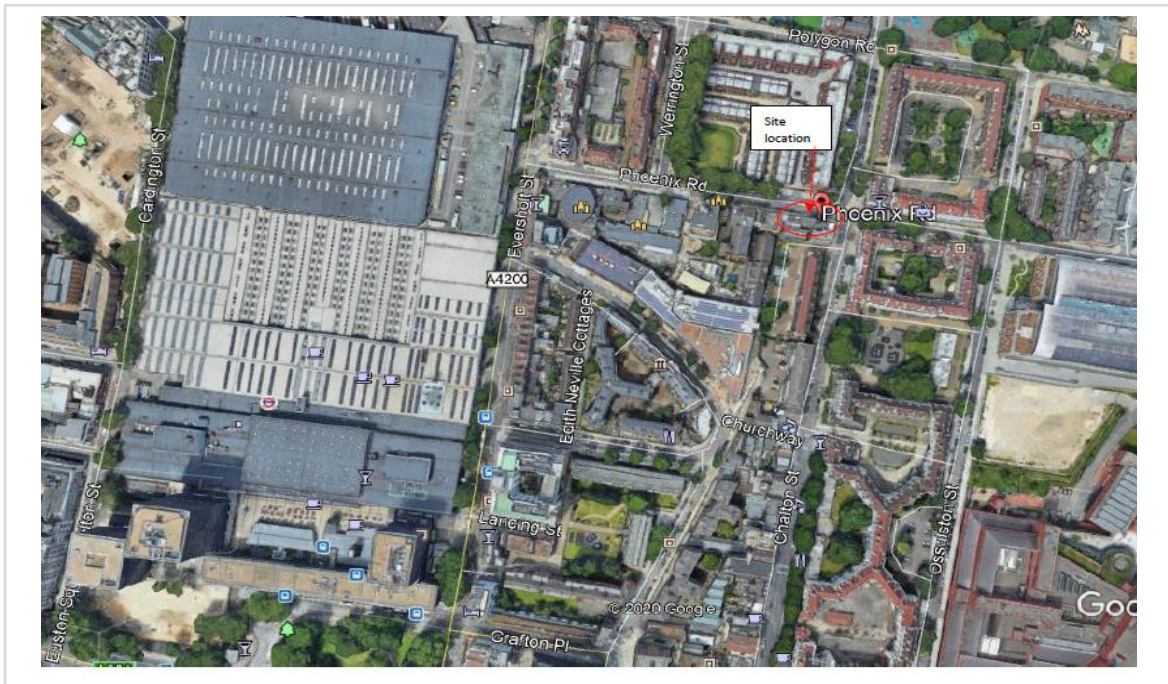 Polygon Rd
Werrington St
Site
location
Cardington St
Phoenix Rd
Eversholt St
Phoenix Rd
A4200
Edith Neville Cottages
Churchway
Chalton St
Ossulston St
Lancing St
© 2020 Google
Goo
Grafton Pl
Euston Sq